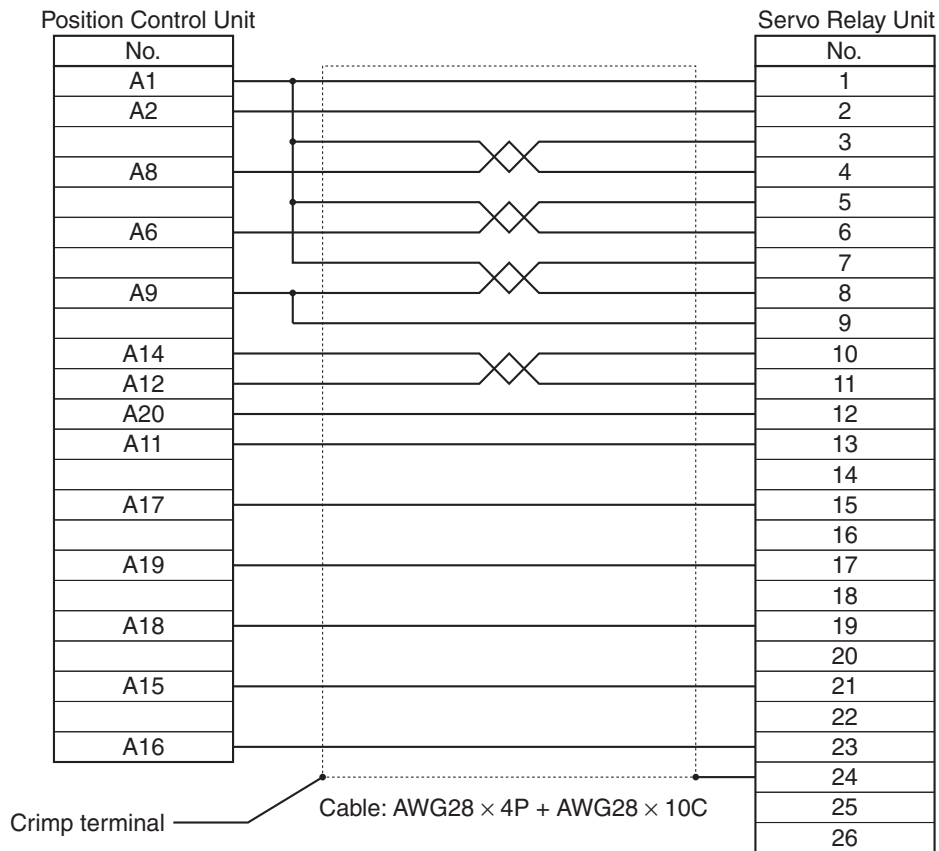 Position Control Unit Servo Relay Unit
No. No.
A1 1
A2 2
3
A8 4
5
A6 6
7
A9 8
9
A14 10
A12 11
A20 12
A11 13
14
A17 15
16
A19 17
18
A18 19
20
A15 21
22
A16 23
24
Cable: AWG28 × 4P + AWG28 × 10C 25
Crimp terminal
26